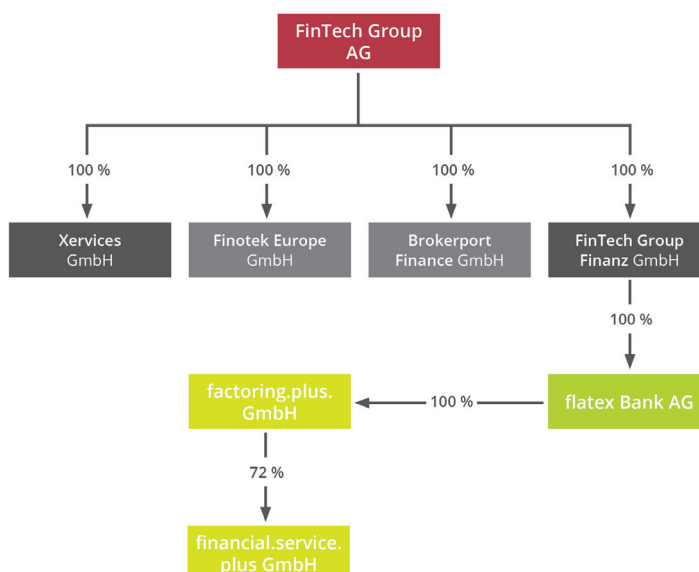 FinTech Group
AG
100 %
100 %
100 %
100 %
Xervices
GmbH
Finotek Europe
GmbH
Brokerport
Finance GmbH
FinTech Group
Finanz GmbH
100 %
factoring.plus.
GmbH
100 %
flatex Bank AG
72 %
financial.service.
plus GmbH